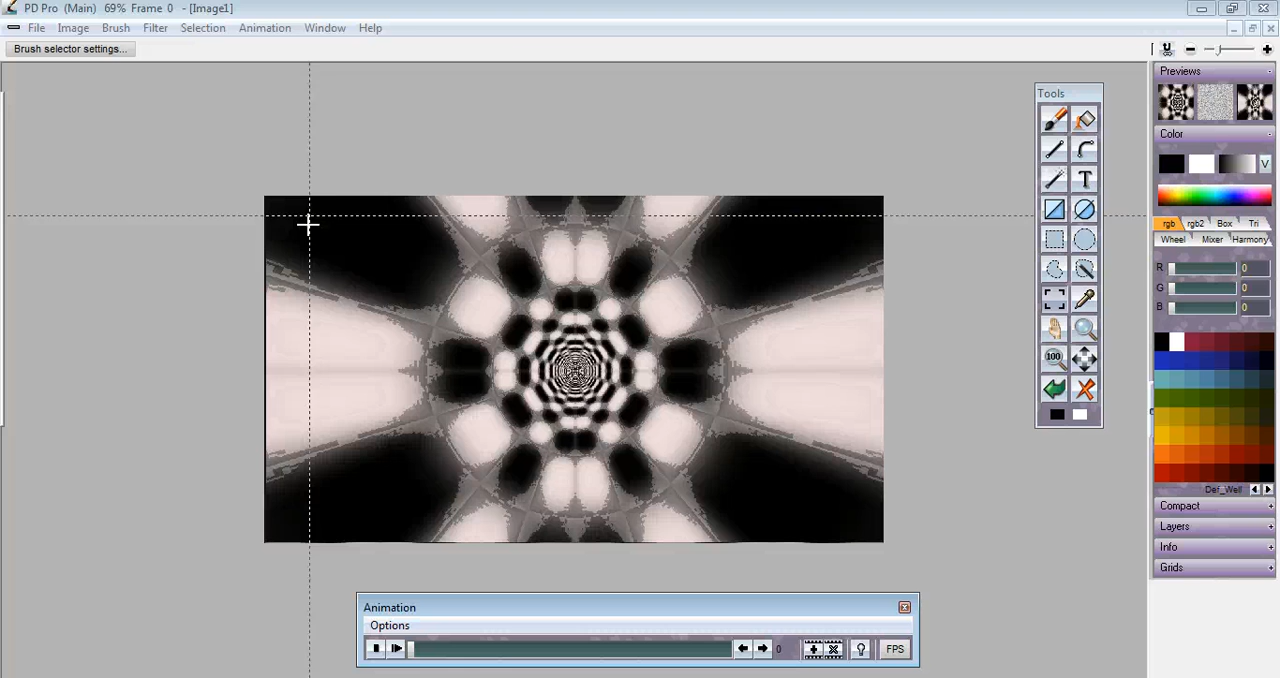 PD Pro (Main) 69% Frame 0 - [Image1]
File Image Brush Filter Selection Animation Window Help
Brush selector settings...
Previews
Color
V
rgb rgb2 Box Tri
Wheel Mixer Harmony
R 0
G 0
B 0
Def_Well
Compact
Layers
Info
Grids
Tools
T
100
Animation
Options
0 FPS